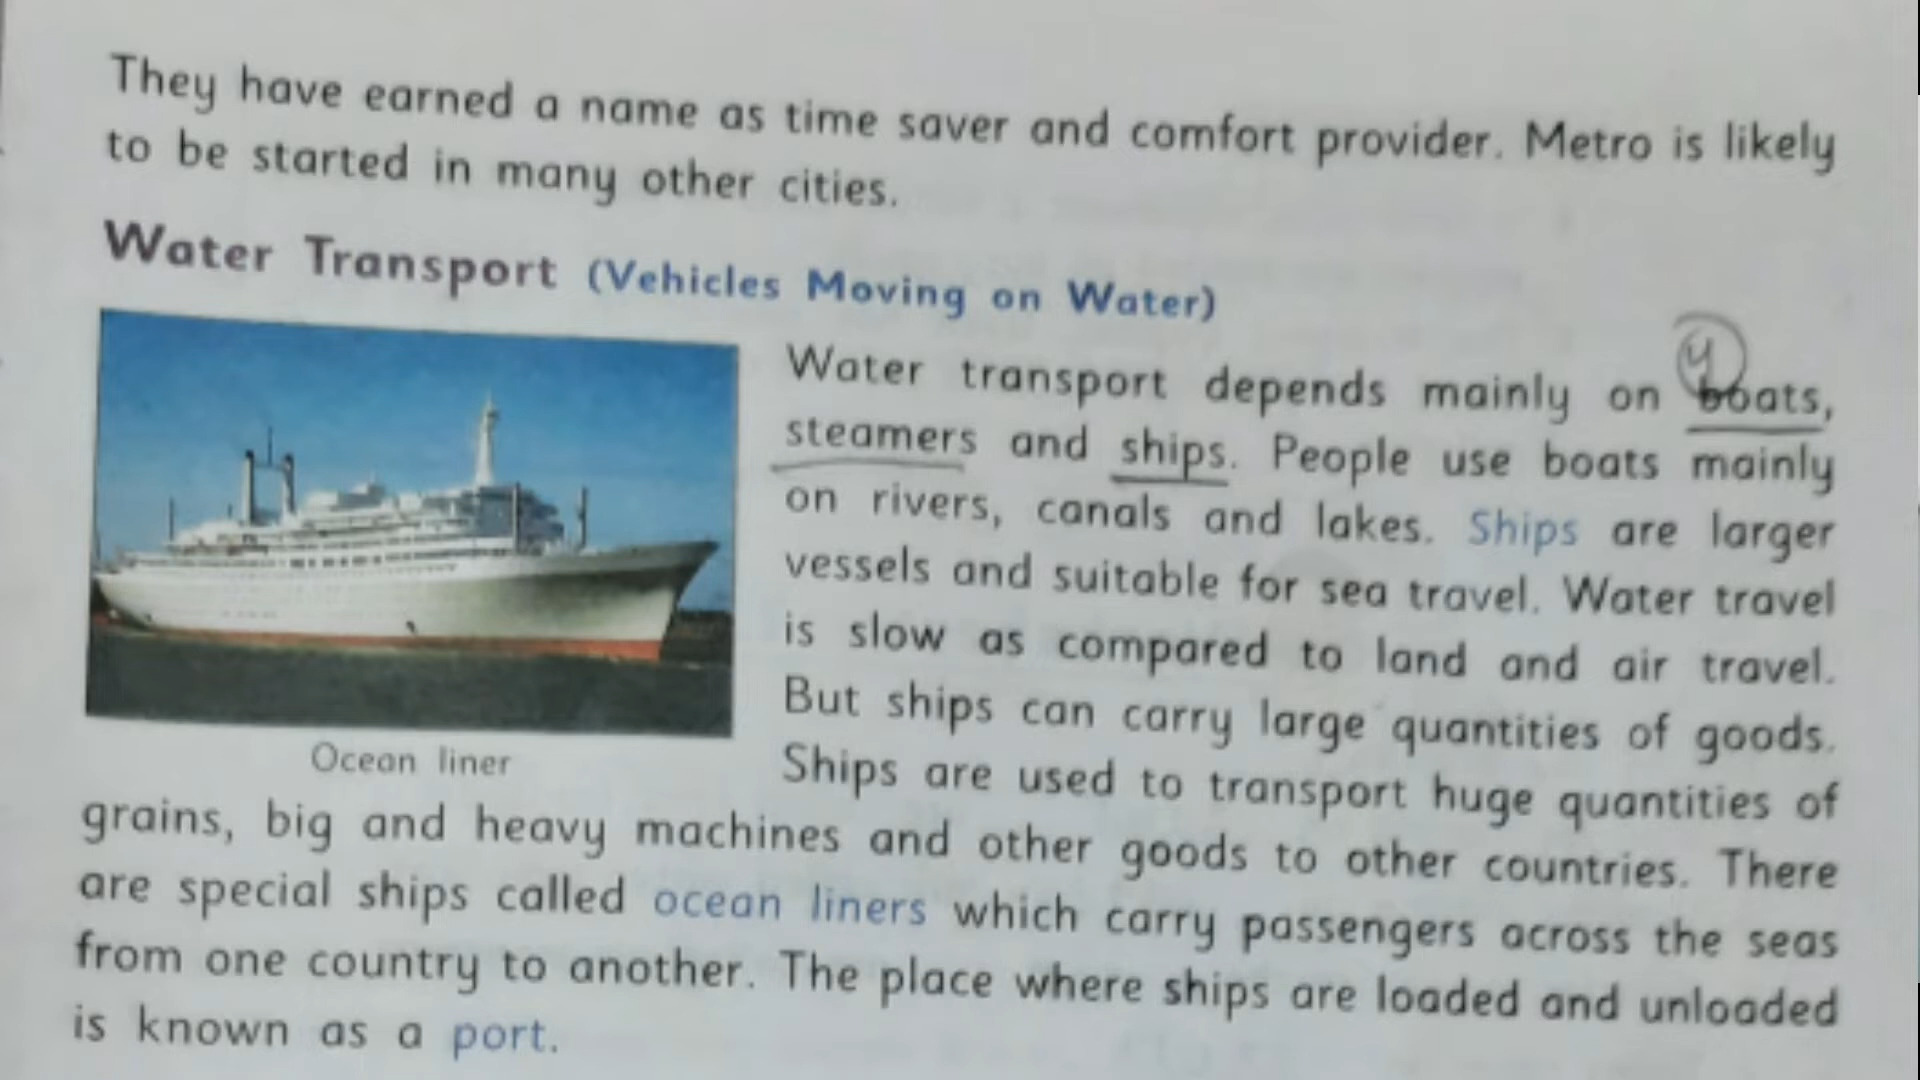 They have earned a name as time saver and comfort provider. Metro is likely
to be started in many other cities.
Water Transport (Vehicles Moving on Water)
Water transport depends mainly on boats,
steamers and ships. People use boats mainly
on rivers, canals and lakes. Ships are larger
vessels and suitable for sea travel. Water travel
is slow as compared to land and air travel.
But ships can carry large quantities of goods.
Ocean liner
Ships are used to transport huge quantities of
grains, big and heavy machines and other goods to other countries. There
are special ships called ocean liners which carry passengers across the seas
from one country to another. The place where ships are loaded and unloaded
is known as a port.